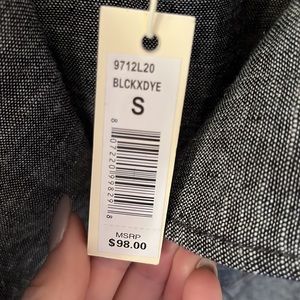 9712L20
BLCKXDYE
S
MSRP
$98.00